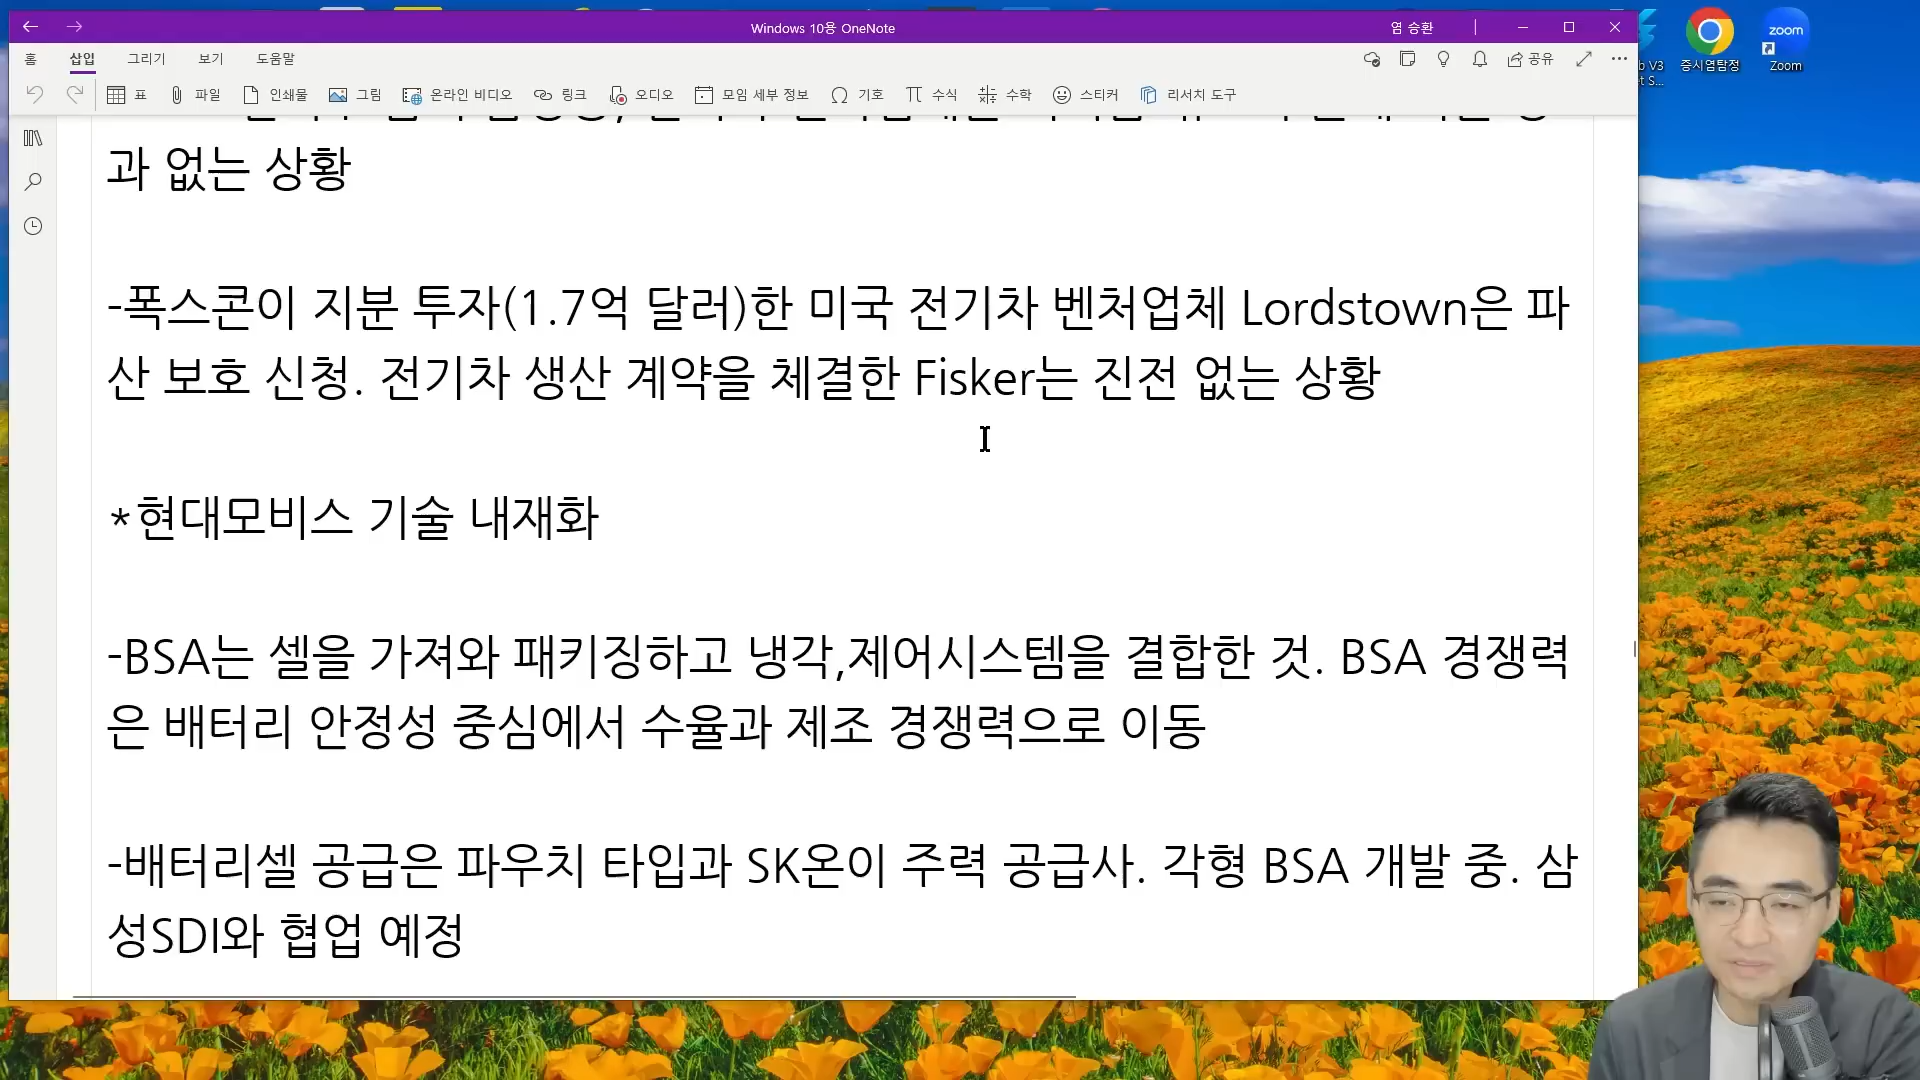 Windows 10용 OneNote
염 승환
홈 삽입 그리기 보기 도움말
공유
표 파일 인쇄물 그림 온라인 비디오 링크 오디오 모임 세부 정보 기호 수식 수학 스티커 리서치 도구
b V3
t S...
증시염탐정
zoom
Zoom
과 없는 상황
-폭스콘이 지분 투자(1.7억 달러)한 미국 전기차 벤처업체 Lordstown은 파
산 보호 신청. 전기차 생산 계약을 체결한 Fisker는 진전 없는 상황
*현대모비스 기술 내재화
-BSA는 셀을 가져와 패키징하고 냉각,제어시스템을 결합한 것. BSA 경쟁력
은 배터리 안정성 중심에서 수율과 제조 경쟁력으로 이동
-배터리셀 공급은 파우치 타입과 SK온이 주력 공급사. 각형 BSA 개발 중. 삼
성SDI와 협업 예정